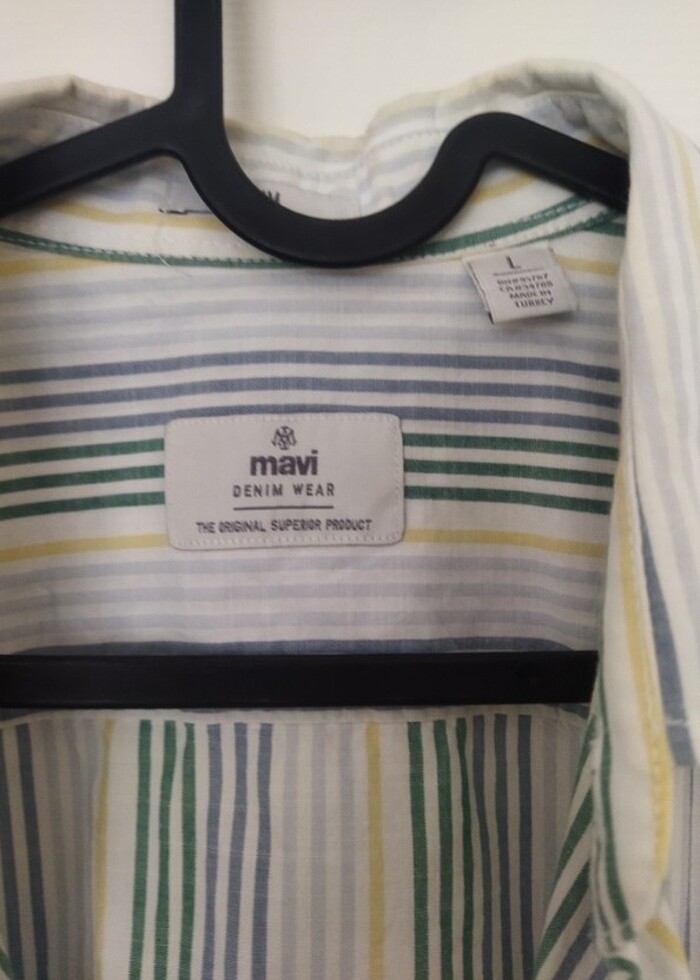 L
MADE IN
TURKEY
mavi
DENIM WEAR
THE ORIGINAL SUPERIOR PRODUCT